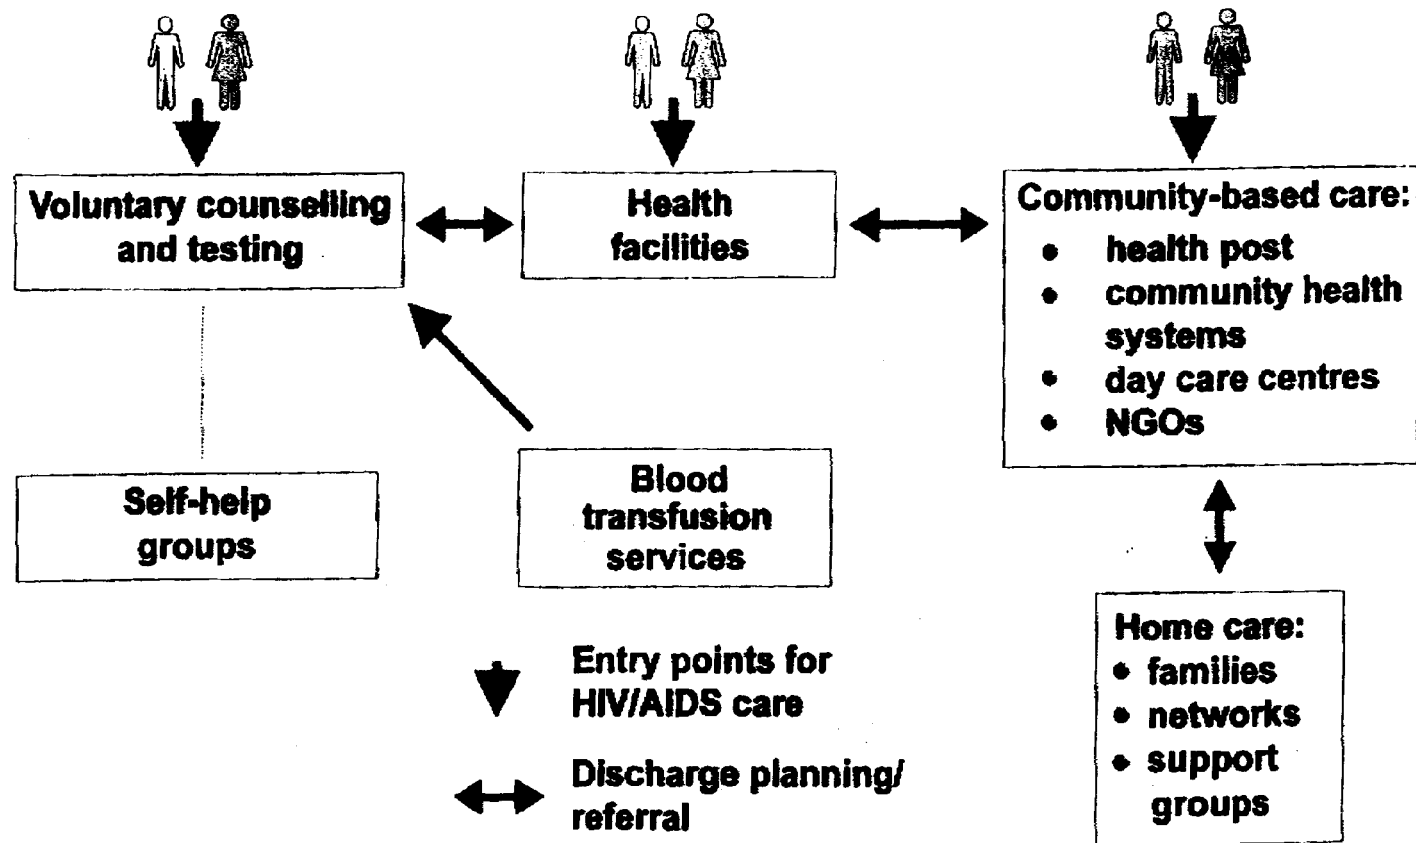 Voluntary counselling
and testing
Health
facilities
Community-based care:
• health post
• community health
systems
• day care centres
• NGOs
Self-help
groups
Blood
transfusion
services
Home care:
• families
• networks
• support
groups
Entry points for
HIV/AIDS care
Discharge planning/
referral